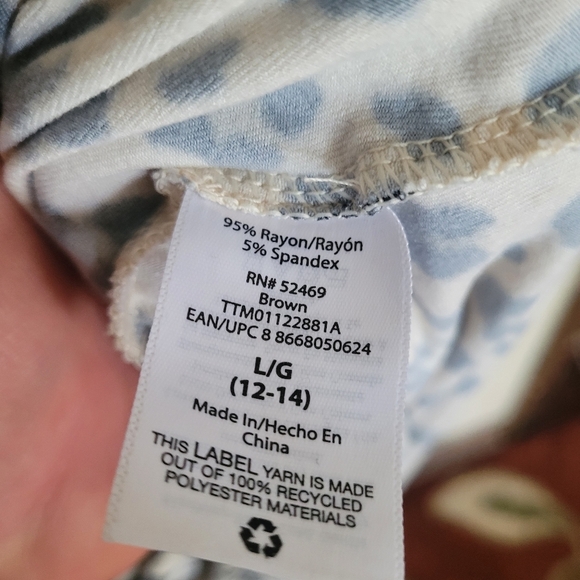 95% Rayon/Rayón
5% Spandex
RN# 52469
Brown
TTM01122881A
EAN/UPC 8 8668050624
L/G
(12-14)
Made In/Hecho En
China
THIS LABEL YARN IS MADE
OUT OF 100% RECYCLED
POLYESTER MATERIALS